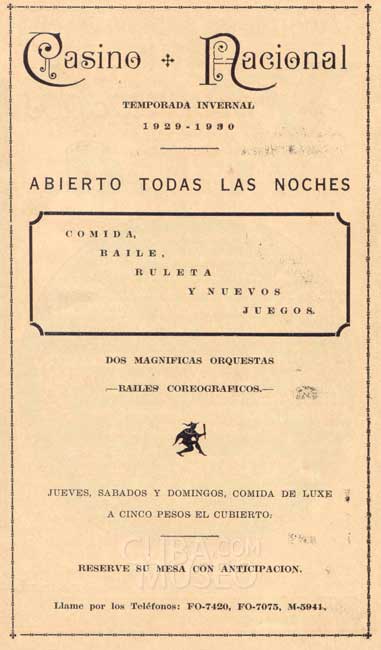 Casino + Nacional
TEMPORADA INVERNAL
1929-1930
ABIERTO TODAS LAS NOCHES
COMIDA,
BAILE,
RULETA
Y NUEVOS
JUEGOS.
DOS MAGNIFICAS ORQUESTAS
—BAILES COREOGRAFICOS.—
JUEVES, SABADOS Y DOMINGOS, COMIDA DE LUXE
A CINCO PESOS EL CUBIERTO.
CUBA.COM
MUSEO
RESERVE SU MESA CON ANTICIPACION.
Llame por los Teléfonos: FO-7420, FO-7075, M-5941.